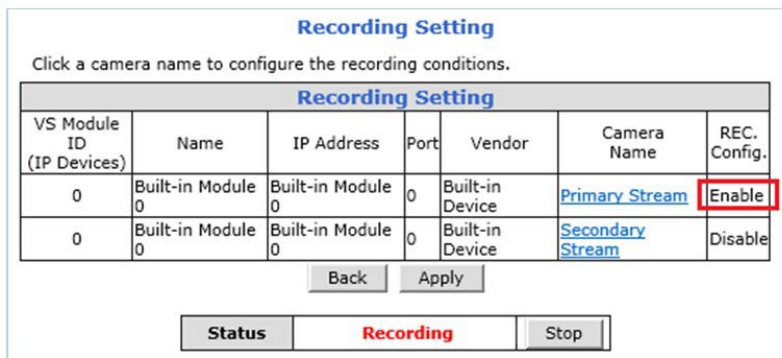 Recording Setting
Click a camera name to configure the recording conditions.
Recording Setting
VS Module ID (IP Devices) Name IP Address Port Vendor Camera Name REC. Config.
0 Built-in Module 0 Built-in Module 0 0 Built-in Device Primary Stream Enable
0 Built-in Module 0 Built-in Module 0 0 Built-in Device Secondary Stream Disable
Back Apply
Status Recording Stop